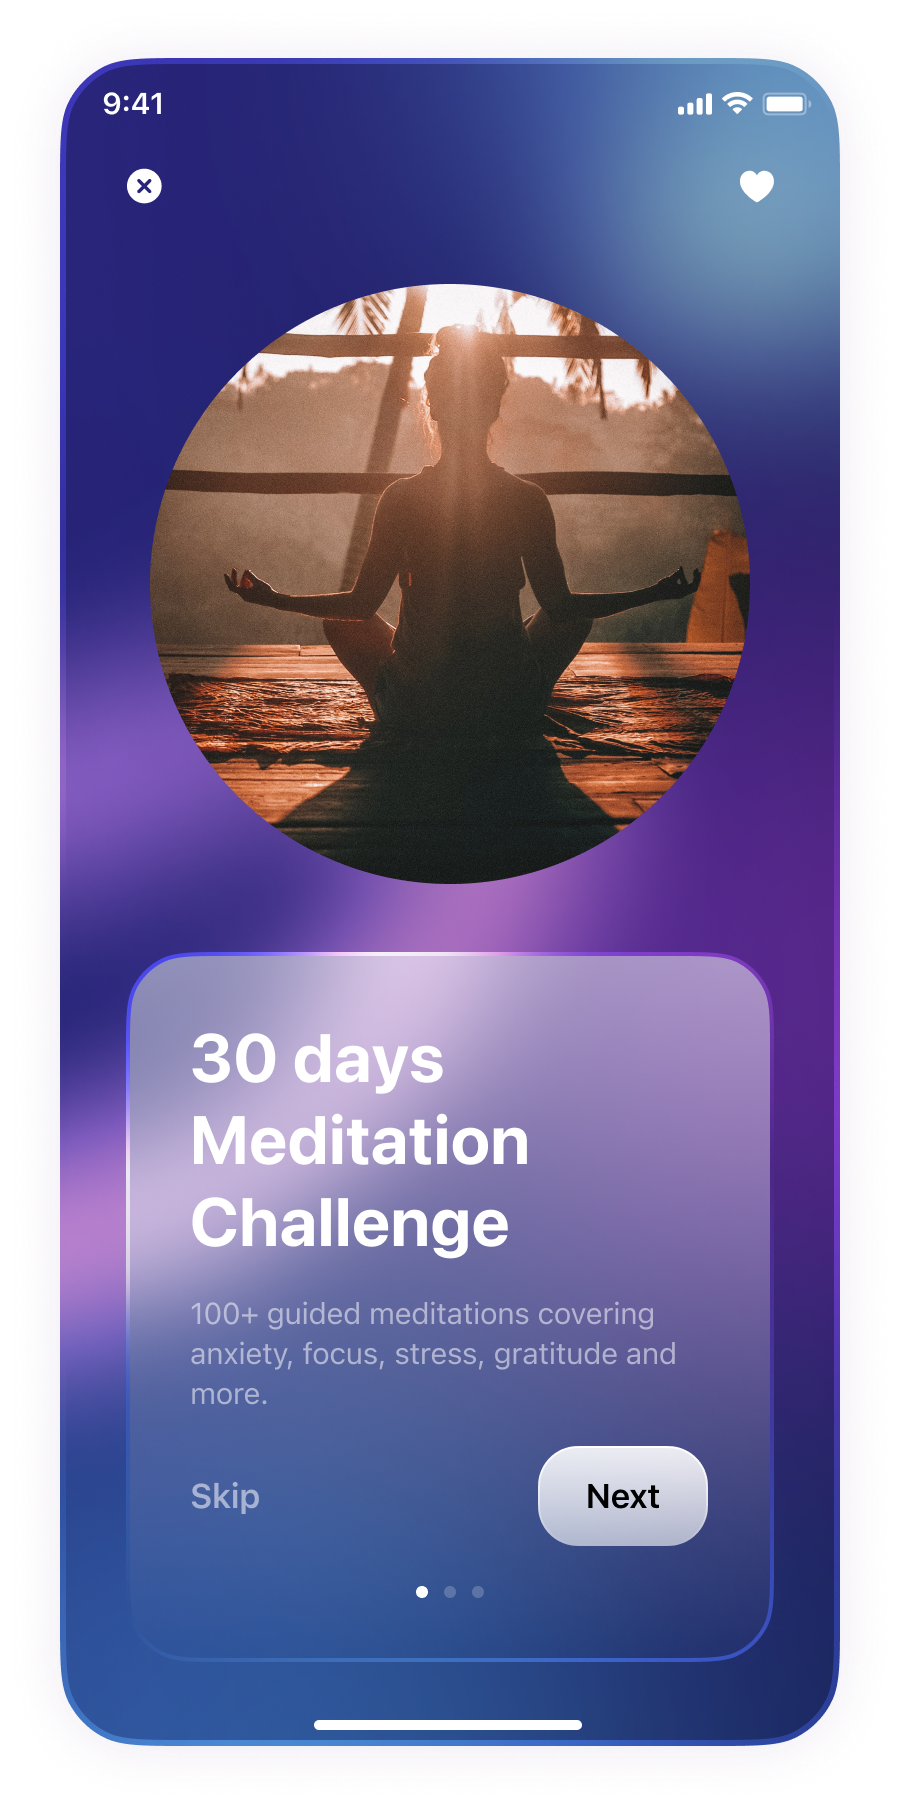 9:41
30 days
Meditation
Challenge
100+ guided meditations covering
anxiety, focus, stress, gratitude and
more.
Skip
Next